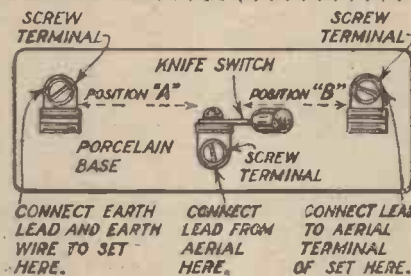 SCREW
TERMINAL
SCREW
TERMINAL
KNIFE SWITCH
POSITION "A"
POSITION "B"
PORCELAIN
BASE
SCREW
TERMINAL
CONNECT EARTH
LEAD AND EARTH
WIRE TO SET
HERE.
CONNECT
LEAD FROM
AERIAL
HERE.
CONNECT LEAD
TO AERIAL
TERMINAL
OF SET HERE.